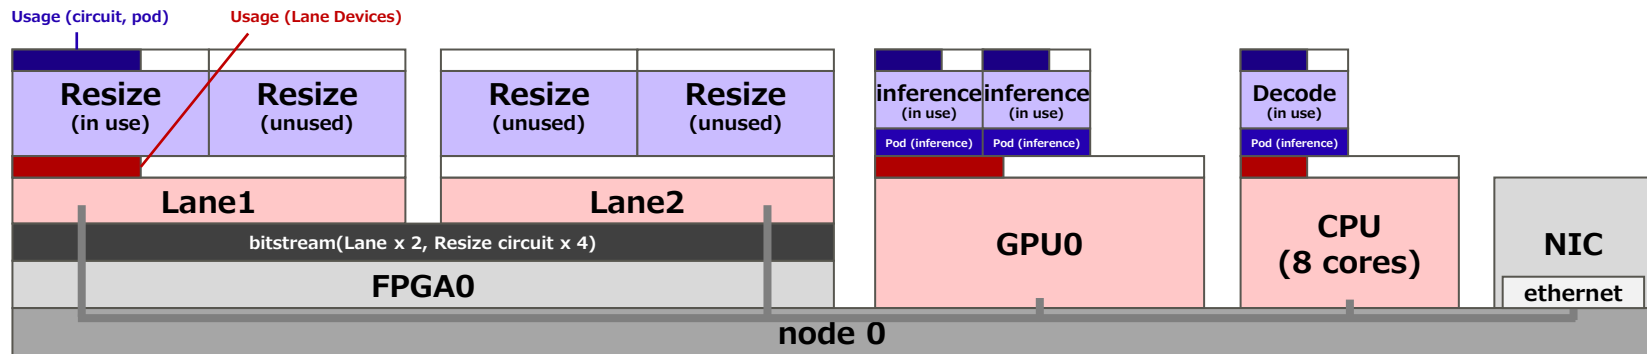 Usage (circuit, pod)
Usage (Lane Devices)
Resize
(in use)
Resize
(unused)
Resize
(unused)
Resize
(unused)
inference
(in use)
inference
(in use)
Decode
(in use)
Pod (inference)
Pod (inference)
Pod (inference)
Lane1
Lane2
bitstream(Lane x 2, Resize circuit x 4)
FPGA0
GPU0
CPU
(8 cores)
NIC
ethernet
node 0